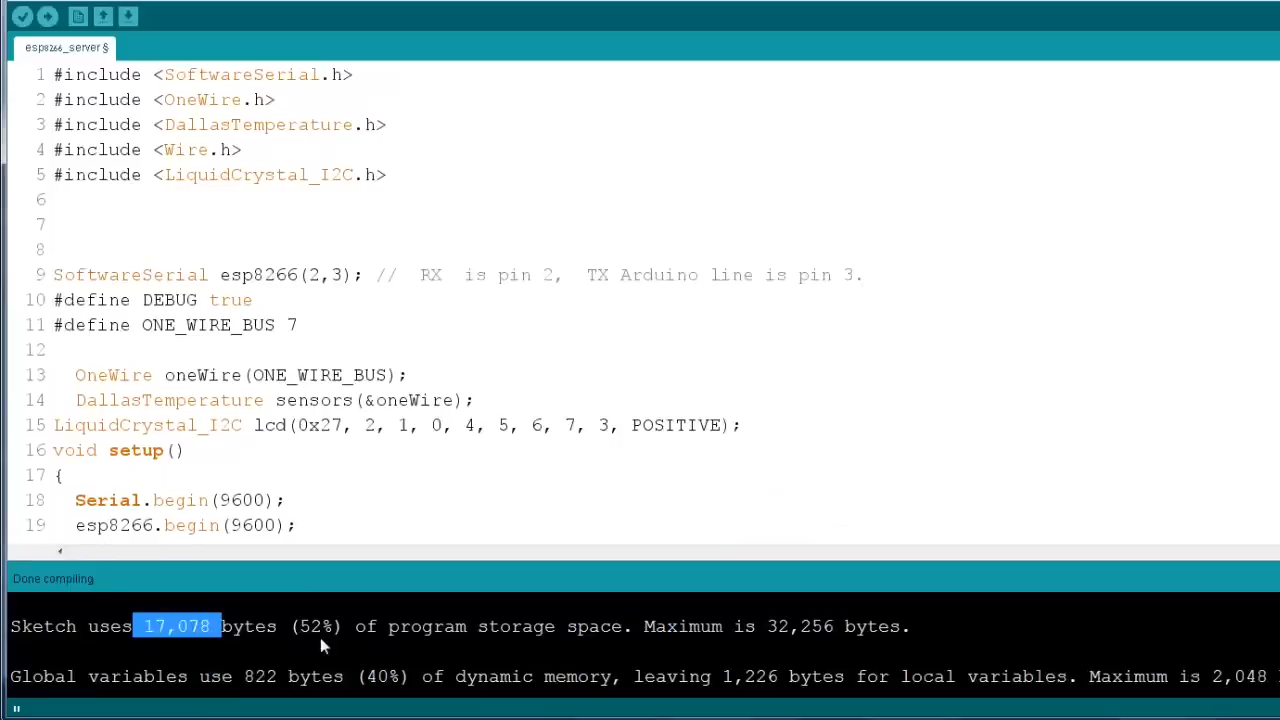 esp8266_server §
1 #include <SoftwareSerial.h>
2 #include <OneWire.h>
3 #include <DallasTemperature.h>
4 #include <Wire.h>
5 #include <LiquidCrystal_I2C.h>
6
7
8
9 SoftwareSerial esp8266(2,3); //  RX  is pin 2,  TX Arduino line is pin 3.
10 #define DEBUG true
11 #define ONE_WIRE_BUS 7
12
13   OneWire oneWire(ONE_WIRE_BUS);
14   DallasTemperature sensors(&oneWire);
15 LiquidCrystal_I2C lcd(0x27, 2, 1, 0, 4, 5, 6, 7, 3, POSITIVE);
16 void setup()
17 {
18   Serial.begin(9600);
19   esp8266.begin(9600);
Done compiling
Sketch uses 17,078 bytes (52%) of program storage space. Maximum is 32,256 bytes.
Global variables use 822 bytes (40%) of dynamic memory, leaving 1,226 bytes for local variables. Maximum is 2,048